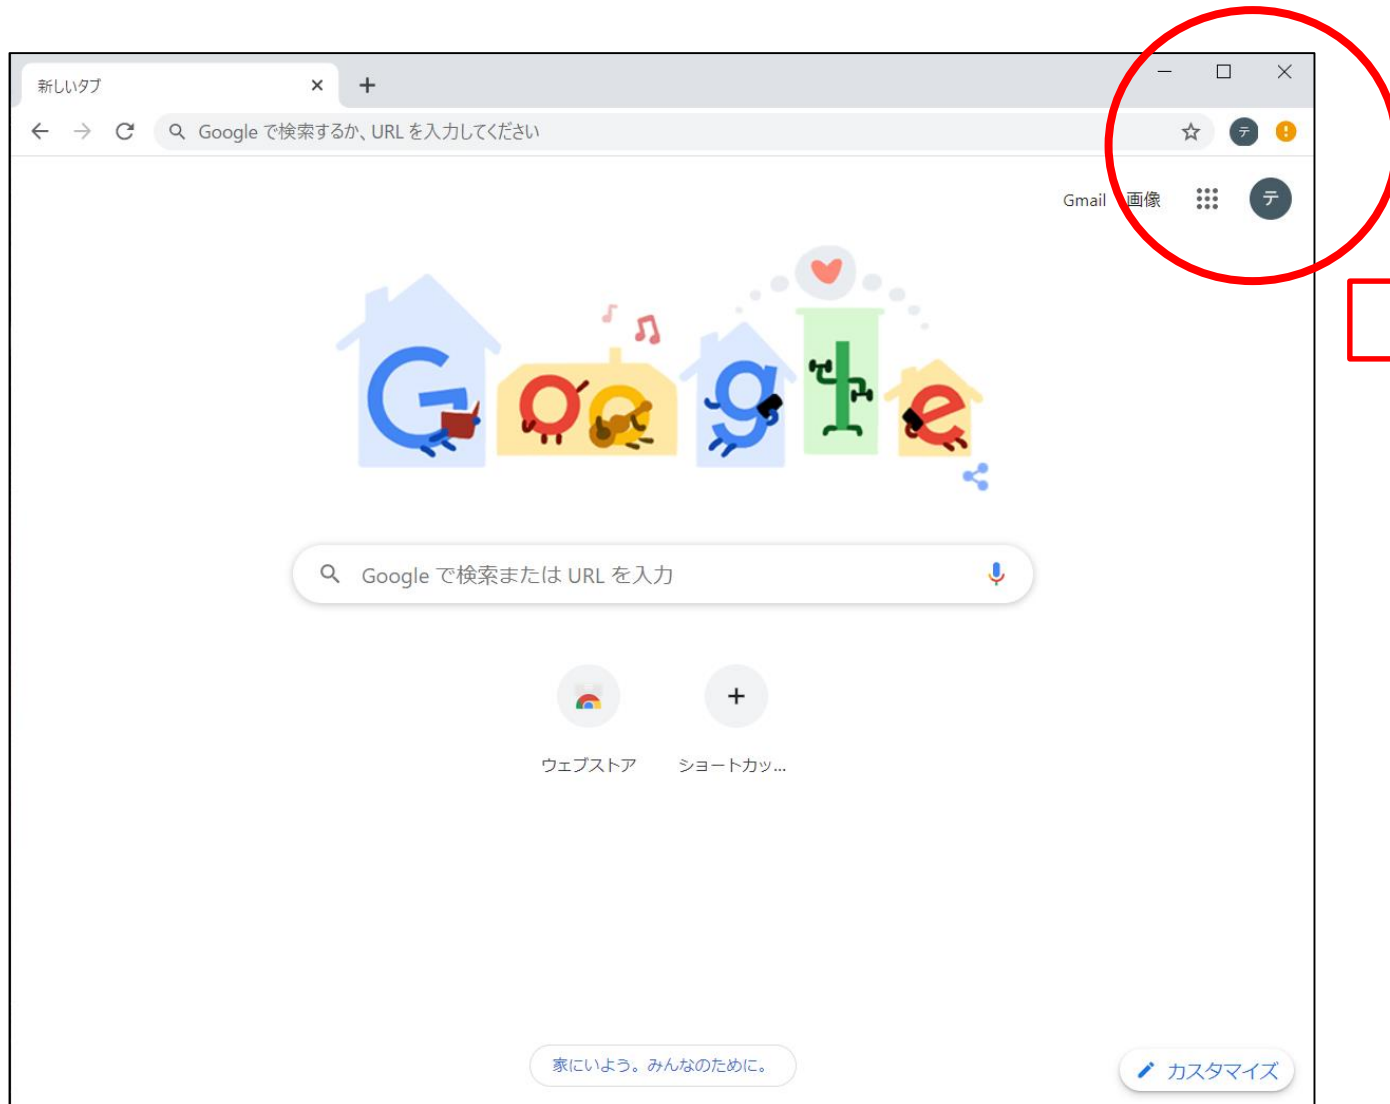 新しいタブ
Google で検索するか、URL を入力してください
テ
Gmail 画像 テ
Google
Google で検索または URL を入力
ウェブストア ショートカッ...
家にいよう。みんなのために。
カスタマイズ